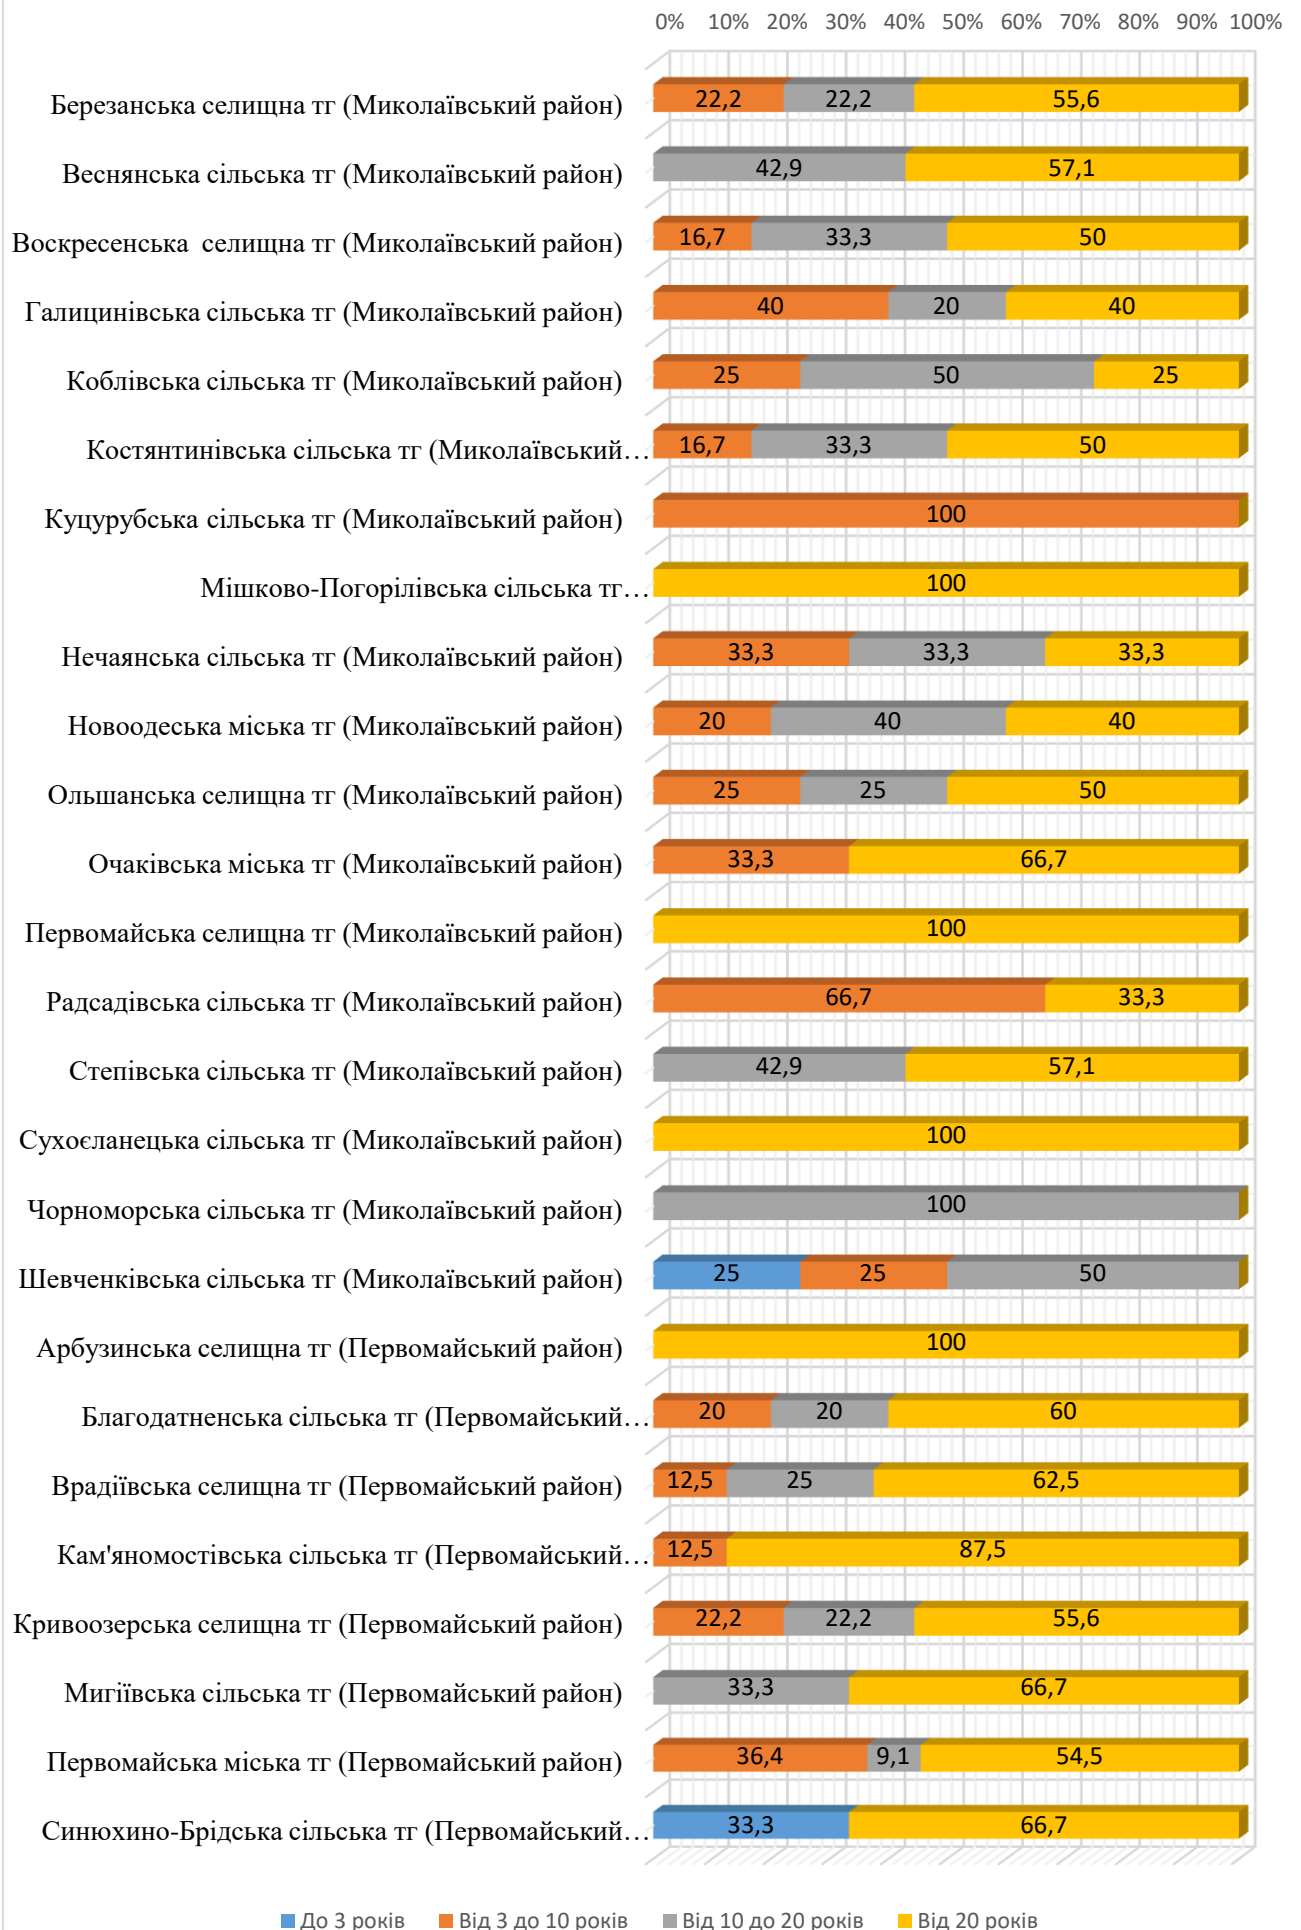 0% 10% 20% 30% 40% 50% 60% 70% 80% 90% 100%
Березанська селищна тг (Миколаївський район) 22,2 22,2 55,6
Веснянська сільська тг (Миколаївський район) 42,9 57,1
Воскресенська селищна тг (Миколаївський район) 16,7 33,3 50
Галицинівська сільська тг (Миколаївський район) 40 20 40
Коблівська сільська тг (Миколаївський район) 25 50 25
Костянтинівська сільська тг (Миколаївський… 16,7 33,3 50
Куцурубська сільська тг (Миколаївський район) 100
Мішково-Погорілівська сільська тг… 100
Нечаянська сільська тг (Миколаївський район) 33,3 33,3 33,3
Новоодеська міська тг (Миколаївський район) 20 40 40
Ольшанська селищна тг (Миколаївський район) 25 25 50
Очаківська міська тг (Миколаївський район) 33,3 66,7
Первомайська селищна тг (Миколаївський район) 100
Радсадівська сільська тг (Миколаївський район) 66,7 33,3
Степівська сільська тг (Миколаївський район) 42,9 57,1
Сухоєланецька сільська тг (Миколаївський район) 100
Чорноморська сільська тг (Миколаївський район) 100
Шевченківська сільська тг (Миколаївський район) 25 25 50
Арбузинська селищна тг (Первомайський район) 100
Благодатненська сільська тг (Первомайський… 20 20 60
Врадіївська селищна тг (Первомайський район) 12,5 25 62,5
Кам'яномостівська сільська тг (Первомайський… 12,5 87,5
Кривоозерська селищна тг (Первомайський район) 22,2 22,2 55,6
Мигіївська сільська тг (Первомайський район) 33,3 66,7
Первомайська міська тг (Первомайський район) 36,4 9,1 54,5
Синюхино-Брідська сільська тг (Первомайський… 33,3 66,7
До 3 років Від 3 до 10 років Від 10 до 20 років Від 20 років